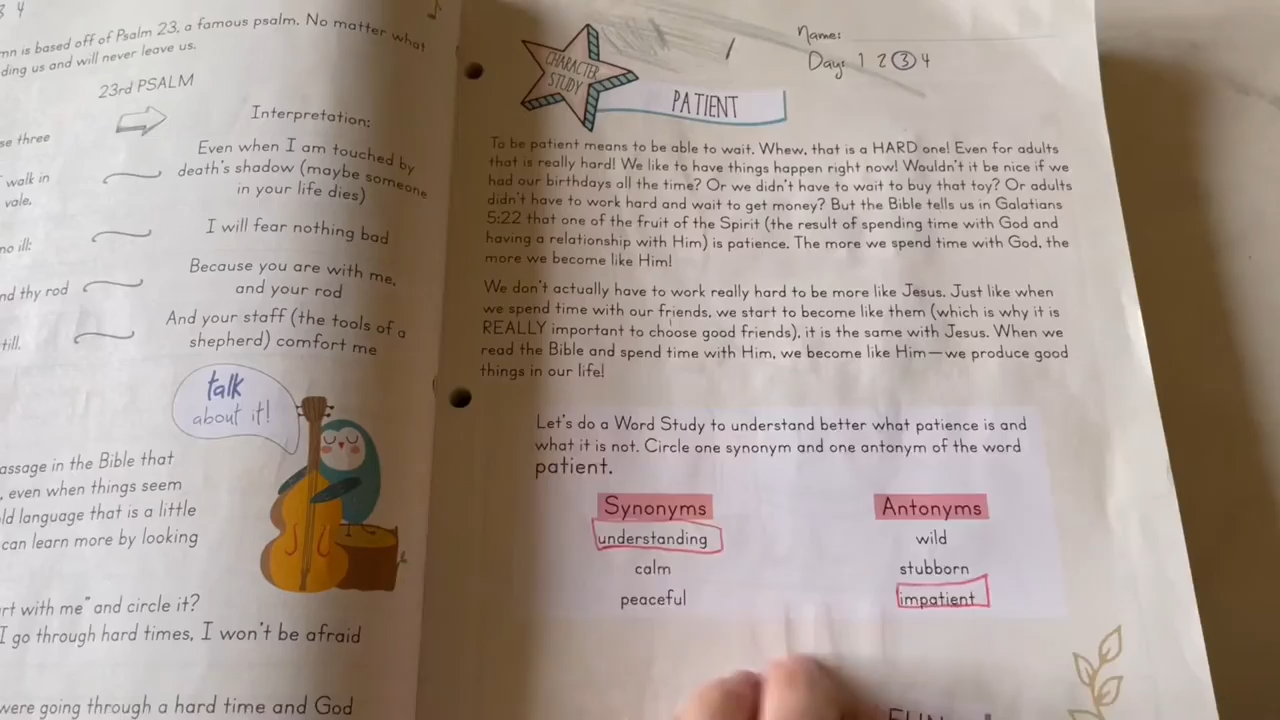 3 4
mn is based off of Psalm 23, a famous psalm. No matter what
ding us and will never leave us.
23rd PSALM
Interpretation:
se three
Even when I am touched by
death's shadow (maybe someone
in your life dies)
walk in
vale,
I will fear nothing bad
no ill:
Because you are with me,
and your rod
nd thy rod
And your staff (the tools of a
shepherd) comfort me
till.
talk
about it!
assage in the Bible that
, even when things seem
old language that is a little
can learn more by looking
rt with me" and circle it?
I go through hard times, I won't be afraid
were going through a hard time and God
Name:
Day: 1 2 3 4
CHARACTER
STUDY
PATIENT
To be patient means to be able to wait. Whew, that is a HARD one! Even for adults
that is really hard! We like to have things happen right now! Wouldn't it be nice if we
had our birthdays all the time? Or we didn't have to wait to buy that toy? Or adults
didn't have to work hard and wait to get money? But the Bible tells us in Galatians
5:22 that one of the fruit of the Spirit (the result of spending time with God and
having a relationship with Him) is patience. The more we spend time with God, the
more we become like Him!
We don't actually have to work really hard to be more like Jesus. Just like when
we spend time with our friends, we start to become like them (which is why it is
REALLY important to choose good friends), it is the same with Jesus. When we
read the Bible and spend time with Him, we become like Him—we produce good
things in our life!
Let's do a Word Study to understand better what patience is and
what it is not. Circle one synonym and one antonym of the word
patient.
Synonyms
understanding
calm
peaceful
Antonyms
wild
stubborn
impatient